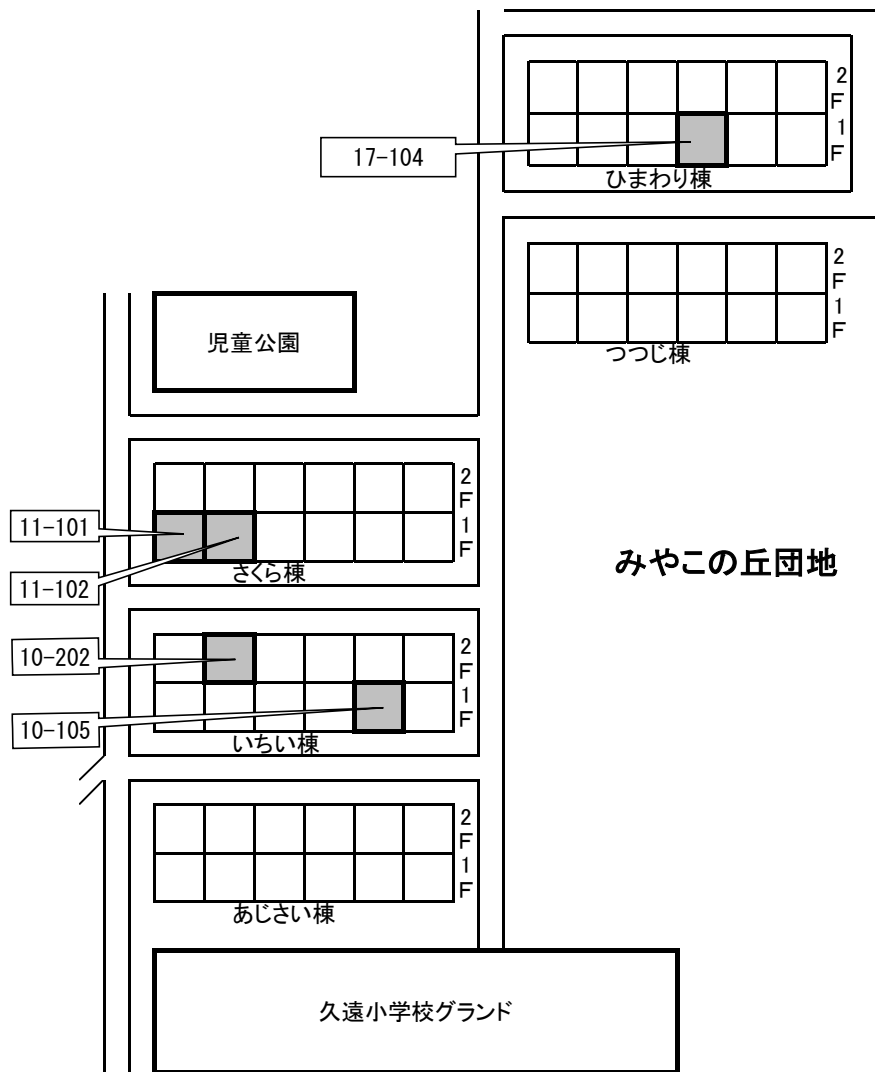 2
F
1
F
17-104
ひまわり棟
2
F
1
F
つつじ棟
児童公園
2
F
1
F
11-101
さくら棟
11-102
みやこの丘団地
2
F
1
F
10-202
10-105
いちい棟
2
F
1
F
あじさい棟
久遠小学校グランド